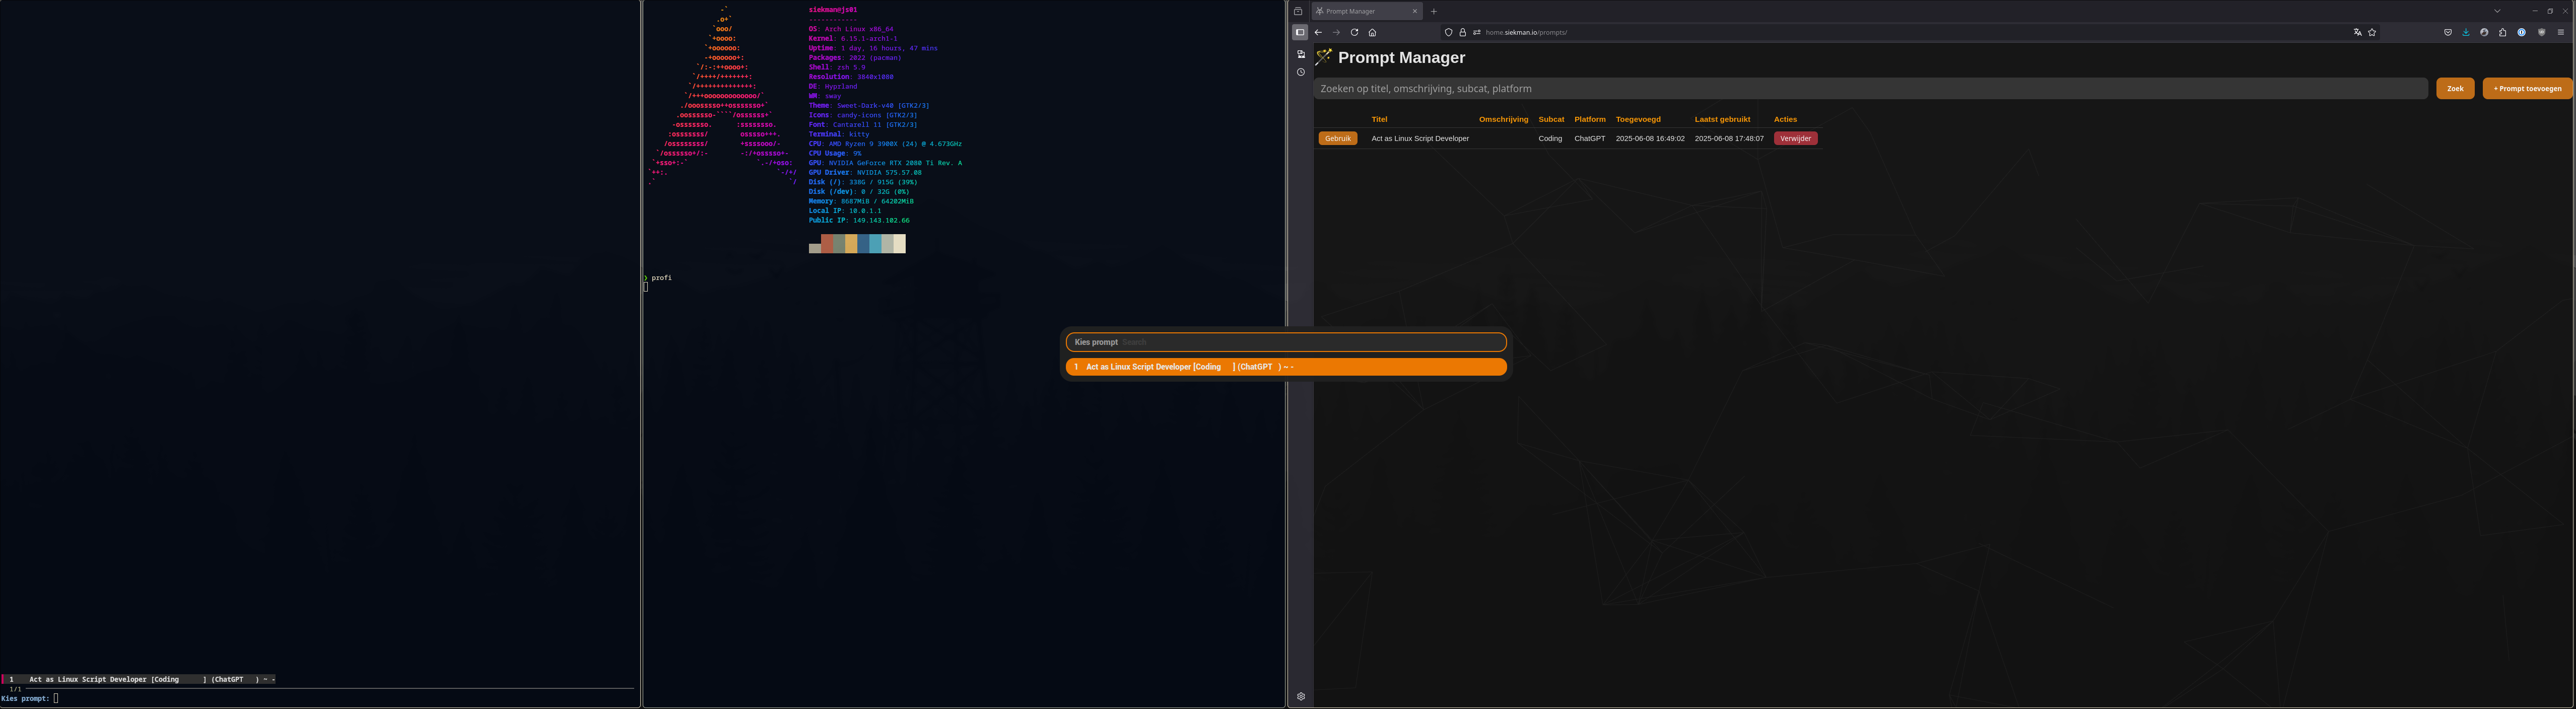 siekman@js01
------------
OS: Arch Linux x86_64
Kernel: 6.15.1-arch1-1
Uptime: 1 day, 16 hours, 47 mins
Packages: 2022 (pacman)
Shell: zsh 5.9
Resolution: 3840x1080
DE: Hyprland
WM: sway
Theme: Sweet-Dark-v40 [GTK2/3]
Icons: candy-icons [GTK2/3]
Font: Cantarell 11 [GTK2/3]
Terminal: kitty
CPU: AMD Ryzen 9 3900X (24) @ 4.673GHz
CPU Usage: 9%
GPU: NVIDIA GeForce RTX 2080 Ti Rev. A
GPU Driver: NVIDIA 575.57.08
Disk (/): 338G / 915G (39%)
Disk (/dev): 0 / 32G (0%)
Memory: 8687MiB / 64202MiB
Local IP: 10.0.1.1
Public IP: 149.143.102.66
❯ profi
1 Act as Linux Script Developer [Coding ] (ChatGPT ) ~ -
1/1
Kies prompt:
Kies prompt Search
1 Act as Linux Script Developer [Coding ] (ChatGPT ) ~ -
Prompt Manager
home.siekman.io/prompts/
Prompt Manager
Zoeken op titel, omschrijving, subcat, platform
Zoek
+ Prompt toevoegen
Titel Omschrijving Subcat Platform Toegevoegd Laatst gebruikt Acties
Gebruik Act as Linux Script Developer Coding ChatGPT 2025-06-08 16:49:02 2025-06-08 17:48:07 Verwijder